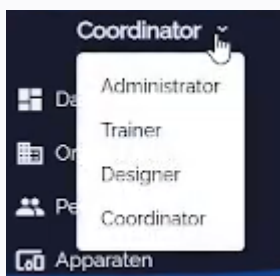 Coordinator
Administrator
Trainer
Designer
Coordinator
Apparaten